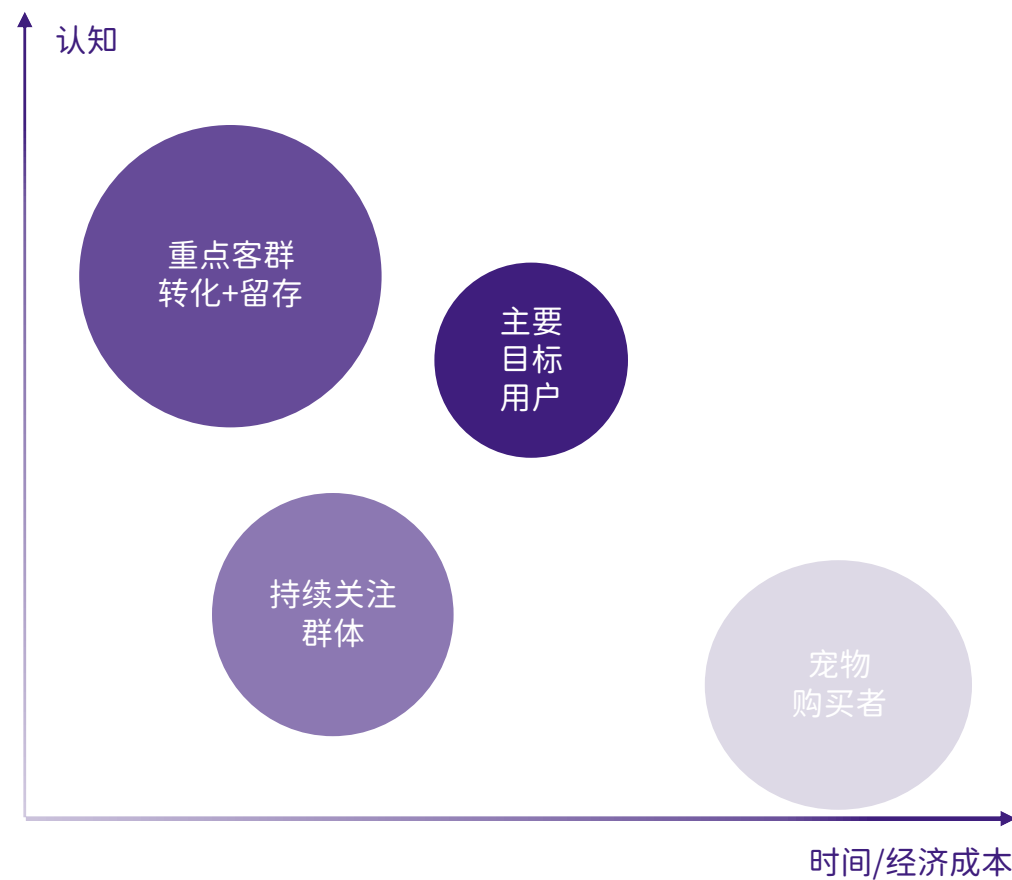 认知
重点客群
转化+留存
主要
目标
用户
持续关注
群体
宠物
购买者
时间/经济成本